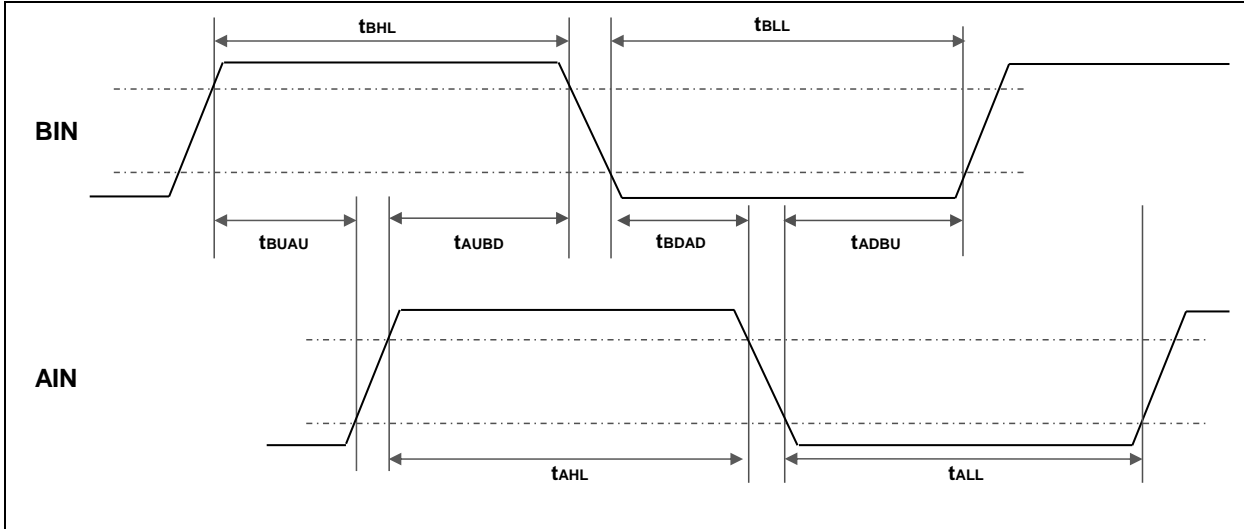 tBHL
tBLL
BIN
tBUAU
tAUBD
tBDAD
tADBU
AIN
tAHL
tALL